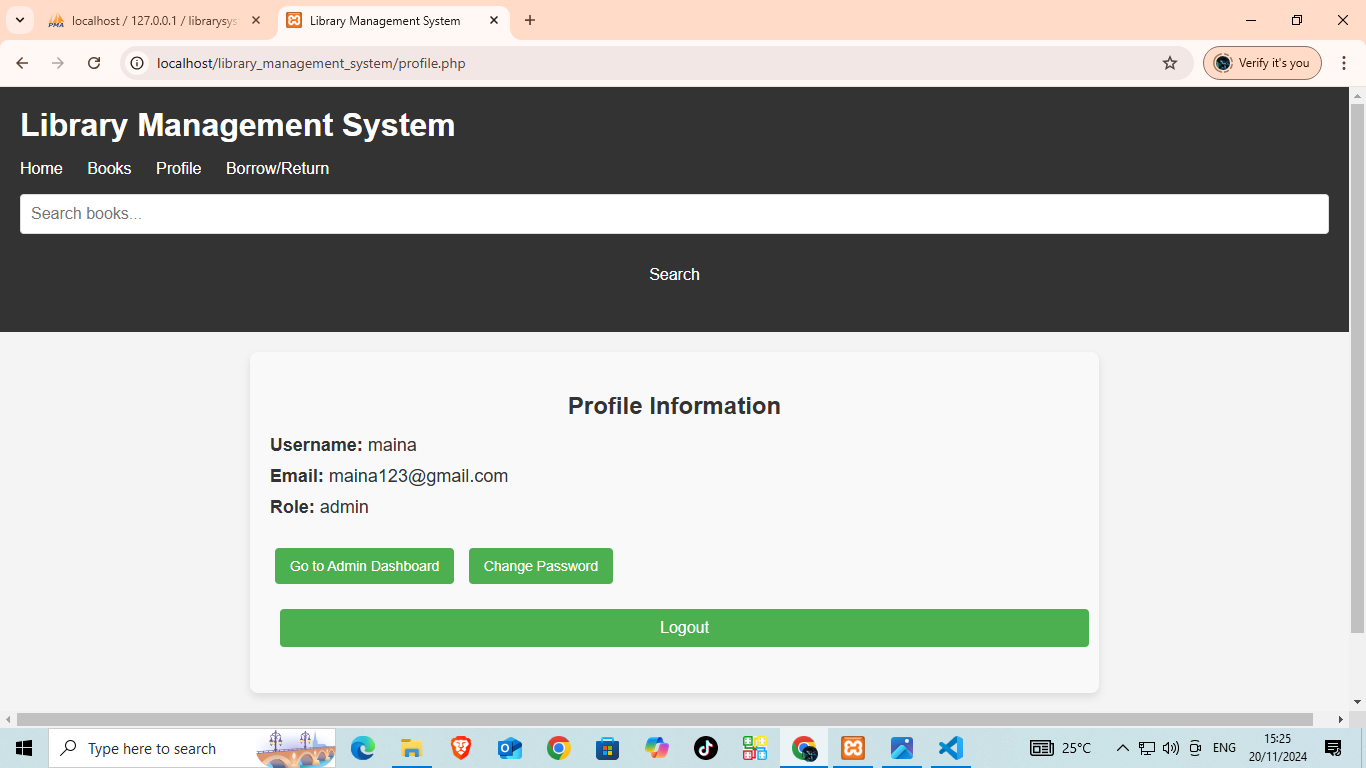 localhost / 127.0.0.1 / librarysys
Library Management System
localhost/library_management_system/profile.php
Verify it's you
Library Management System
Home Books Profile Borrow/Return
Search books...
Search
Profile Information
Username: maina
Email: maina123@gmail.com
Role: admin
Go to Admin Dashboard Change Password
Logout
Type here to search
25°C
ENG
15:25
20/11/2024